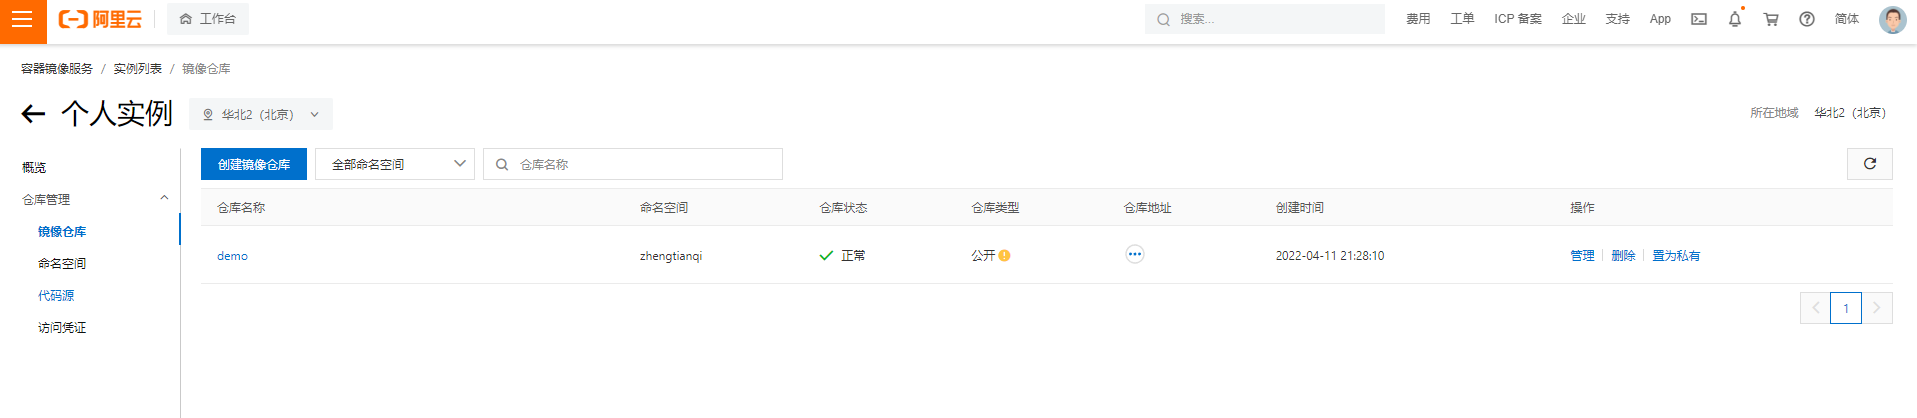 阿里云 工作台 搜索... 费用 工单 ICP 备案 企业 支持 App 简体
容器镜像服务 / 实例列表 / 镜像仓库
个人实例 华北2（北京） 所在地域 华北2（北京）
概览
仓库管理
镜像仓库
命名空间
代码源
访问凭证
创建镜像仓库 全部命名空间 仓库名称
仓库名称 命名空间 仓库状态 仓库类型 仓库地址 创建时间 操作
demo zhengtianqi 正常 公开 2022-04-11 21:28:10 管理 删除 置为私有
1